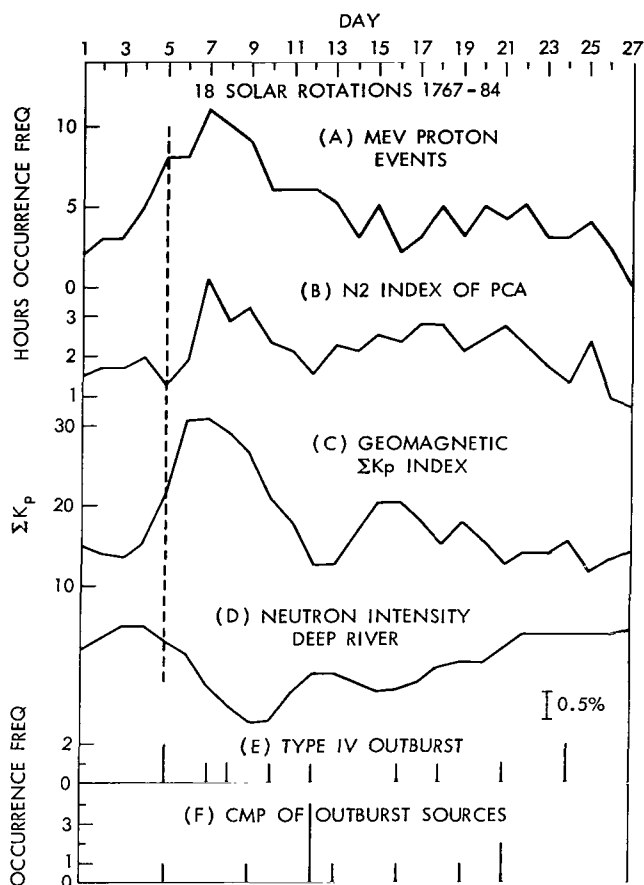 DAY
1 3 5 7 9 11 13 15 17 19 21 23 25 27
18 SOLAR ROTATIONS 1767-84
HOURS OCCURRENCE FREQ
10
5
0
(A) MEV PROTON
EVENTS
(B) N2 INDEX OF PCA
3
2
1
(C) GEOMAGNETIC
ΣKp INDEX
ΣKp
30
20
10
(D) NEUTRON INTENSITY
DEEP RIVER
0.5%
OCCURRENCE FREQ
(E) TYPE IV OUTBURST
2
0
(F) CMP OF OUTBURST SOURCES
3
1
0